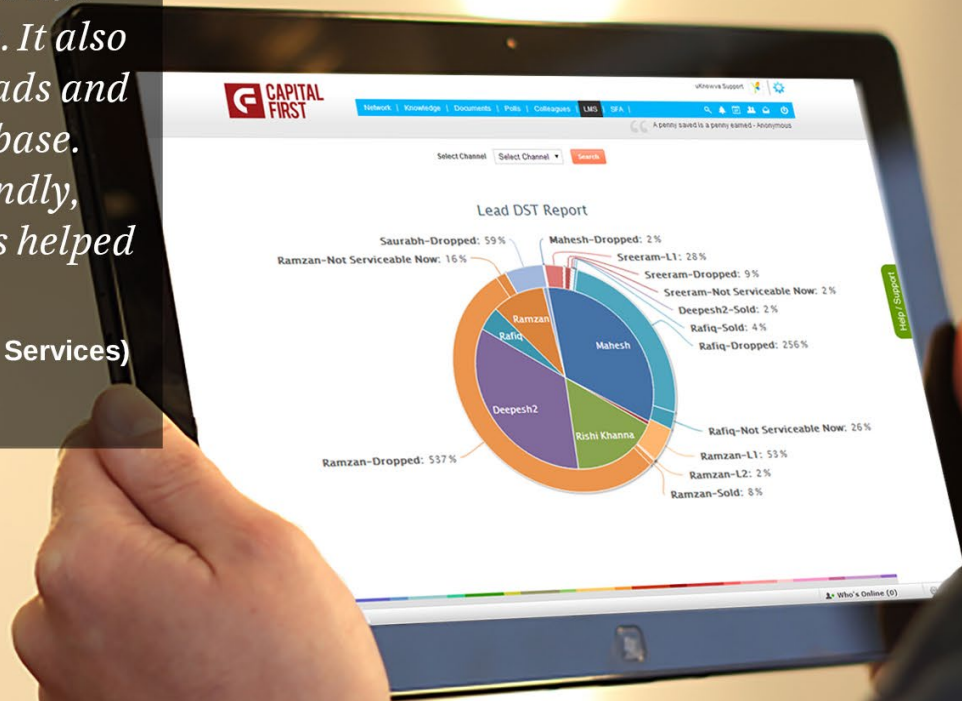 . It also
ads and
base.
ndly,
s helped
Services)
CAPITAL
FIRST
uKnowva Support
Network | Knowledge | Documents | Polls | Colleagues | LMS | SFA |
A penny saved is a penny earned - Anonymous
Select Channel Select Channel Search
Lead DST Report
Saurabh-Dropped: 59%
Mahesh-Dropped: 2%
Ramzan-Not Serviceable Now: 16%
Sreeram-L1: 28%
Sreeram-Dropped: 9%
Sreeram-Not Serviceable Now: 2%
Deepesh2-Sold: 2%
Rafiq-Sold: 4%
Rafiq-Dropped: 256%
Help / Support
Ramzan
Rafiq
Mahesh
Deepesh2
Rishi Khanna
Rafiq-Not Serviceable Now: 26%
Ramzan-L1: 53%
Ramzan-Dropped: 537%
Ramzan-L2: 2%
Ramzan-Sold: 8%
Who's Online (0)